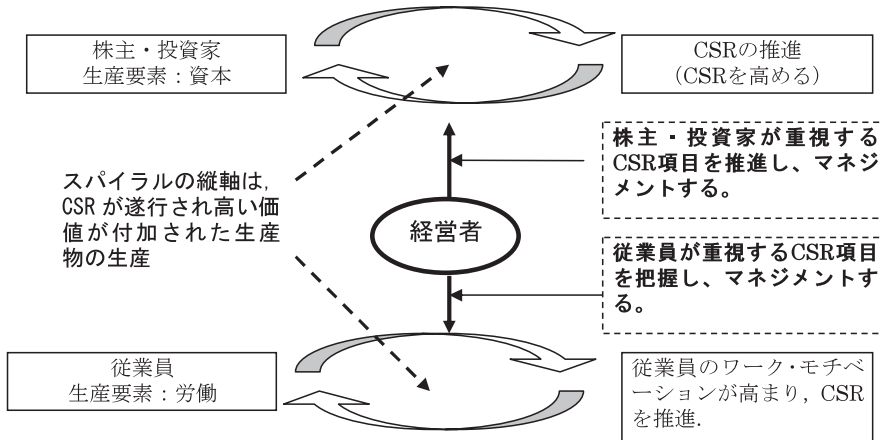 株主・投資家
生産要素：資本
CSRの推進
（CSRを高める）
株主・投資家が重視する
CSR項目を推進し、マネジ
メントする。
スパイラルの縦軸は，
CSRが遂行され高い価
値が付加された生産
物の生産
経営者
従業員が重視するCSR項目
を把握し、マネジメントす
る。
従業員
生産要素：労働
従業員のワーク・モチベ
ーションが高まり，CSR
を推進.